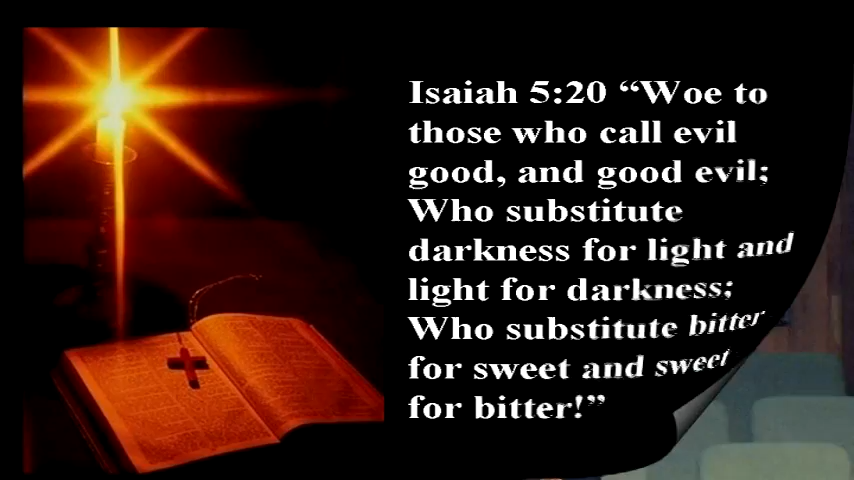 Isaiah 5:20 “Woe to
those who call evil
good, and good evil;
Who substitute
darkness for light and
light for darkness;
Who substitute bitter
for sweet and sweet
for bitter!”